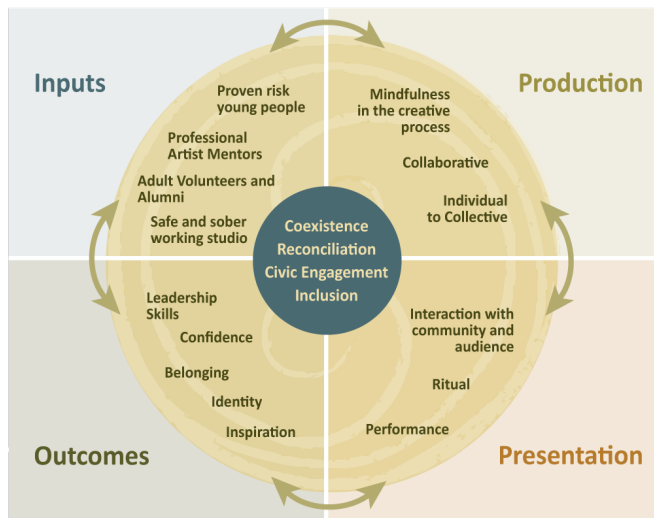 Inputs
Proven risk
young people
Professional
Artist Mentors
Adult Volunteers and
Alumni
Safe and sober
working studio
Production
Mindfulness
in the creative
process
Collaborative
Individual
to Collective
Coexistence
Reconciliation
Civic Engagement
Inclusion
Leadership
Skills
Confidence
Belonging
Identity
Inspiration
Outcomes
Interaction with
community and
audience
Ritual
Performance
Presentation